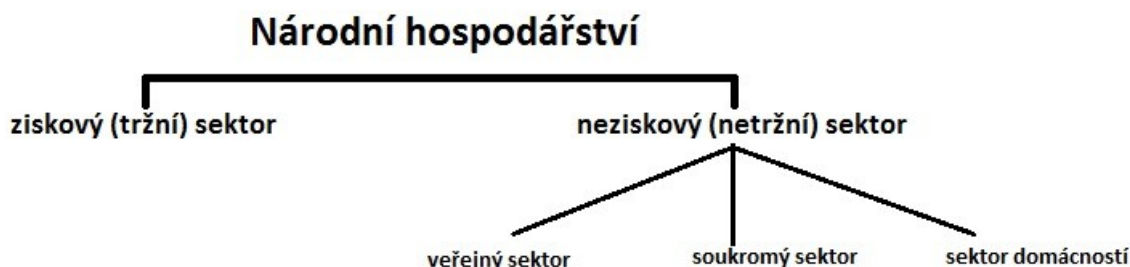 Národní hospodářství
ziskový (tržní) sektor
neziskový (netržní) sektor
veřejný sektor
soukromý sektor
sektor domácností